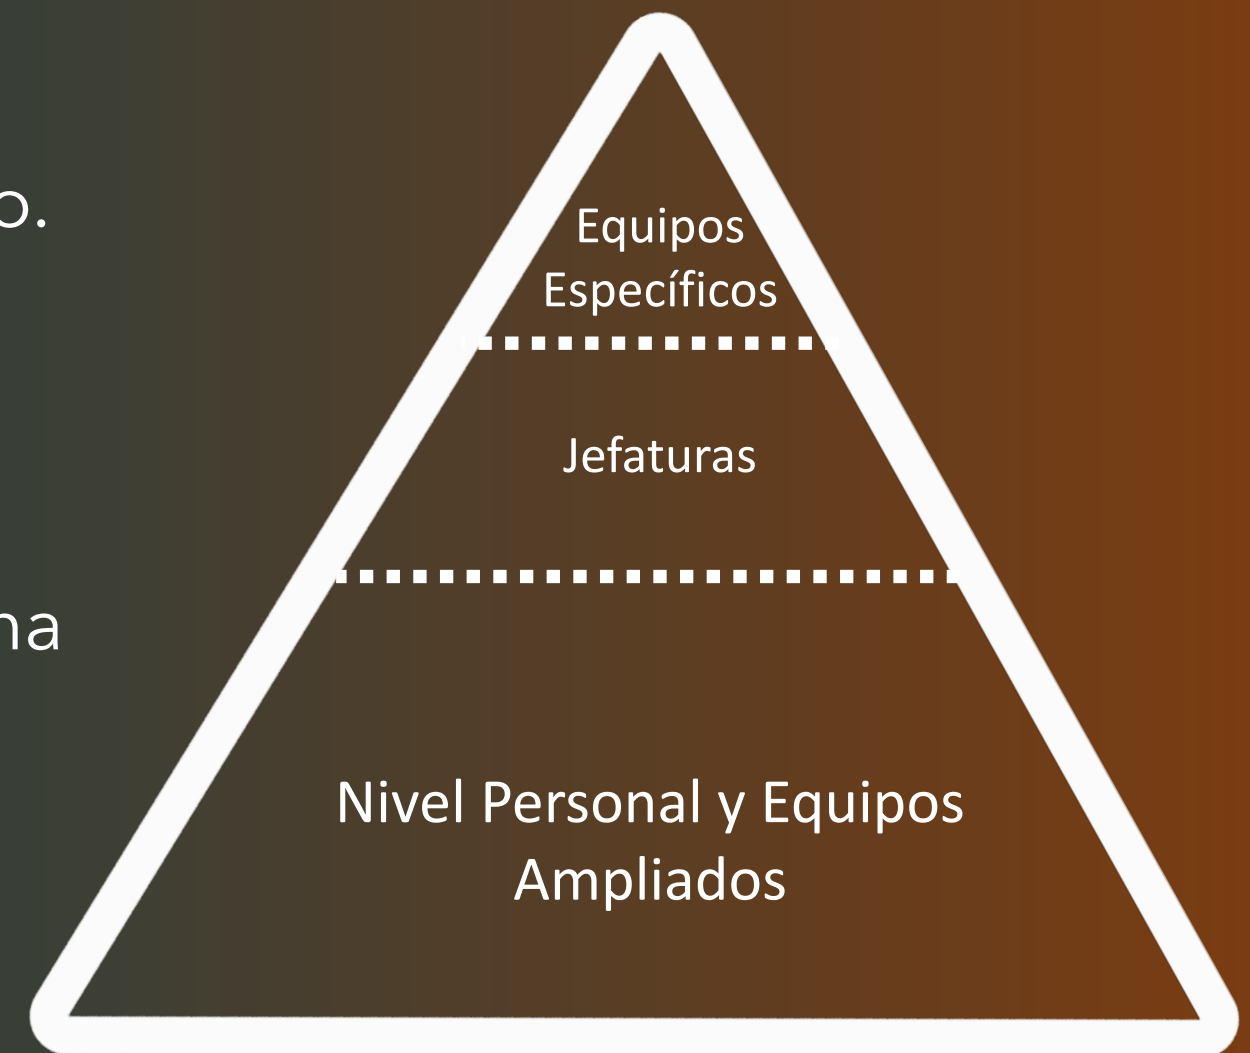 o.
Equipos
Específicos
Jefaturas
na
Nivel Personal y Equipos
Ampliados